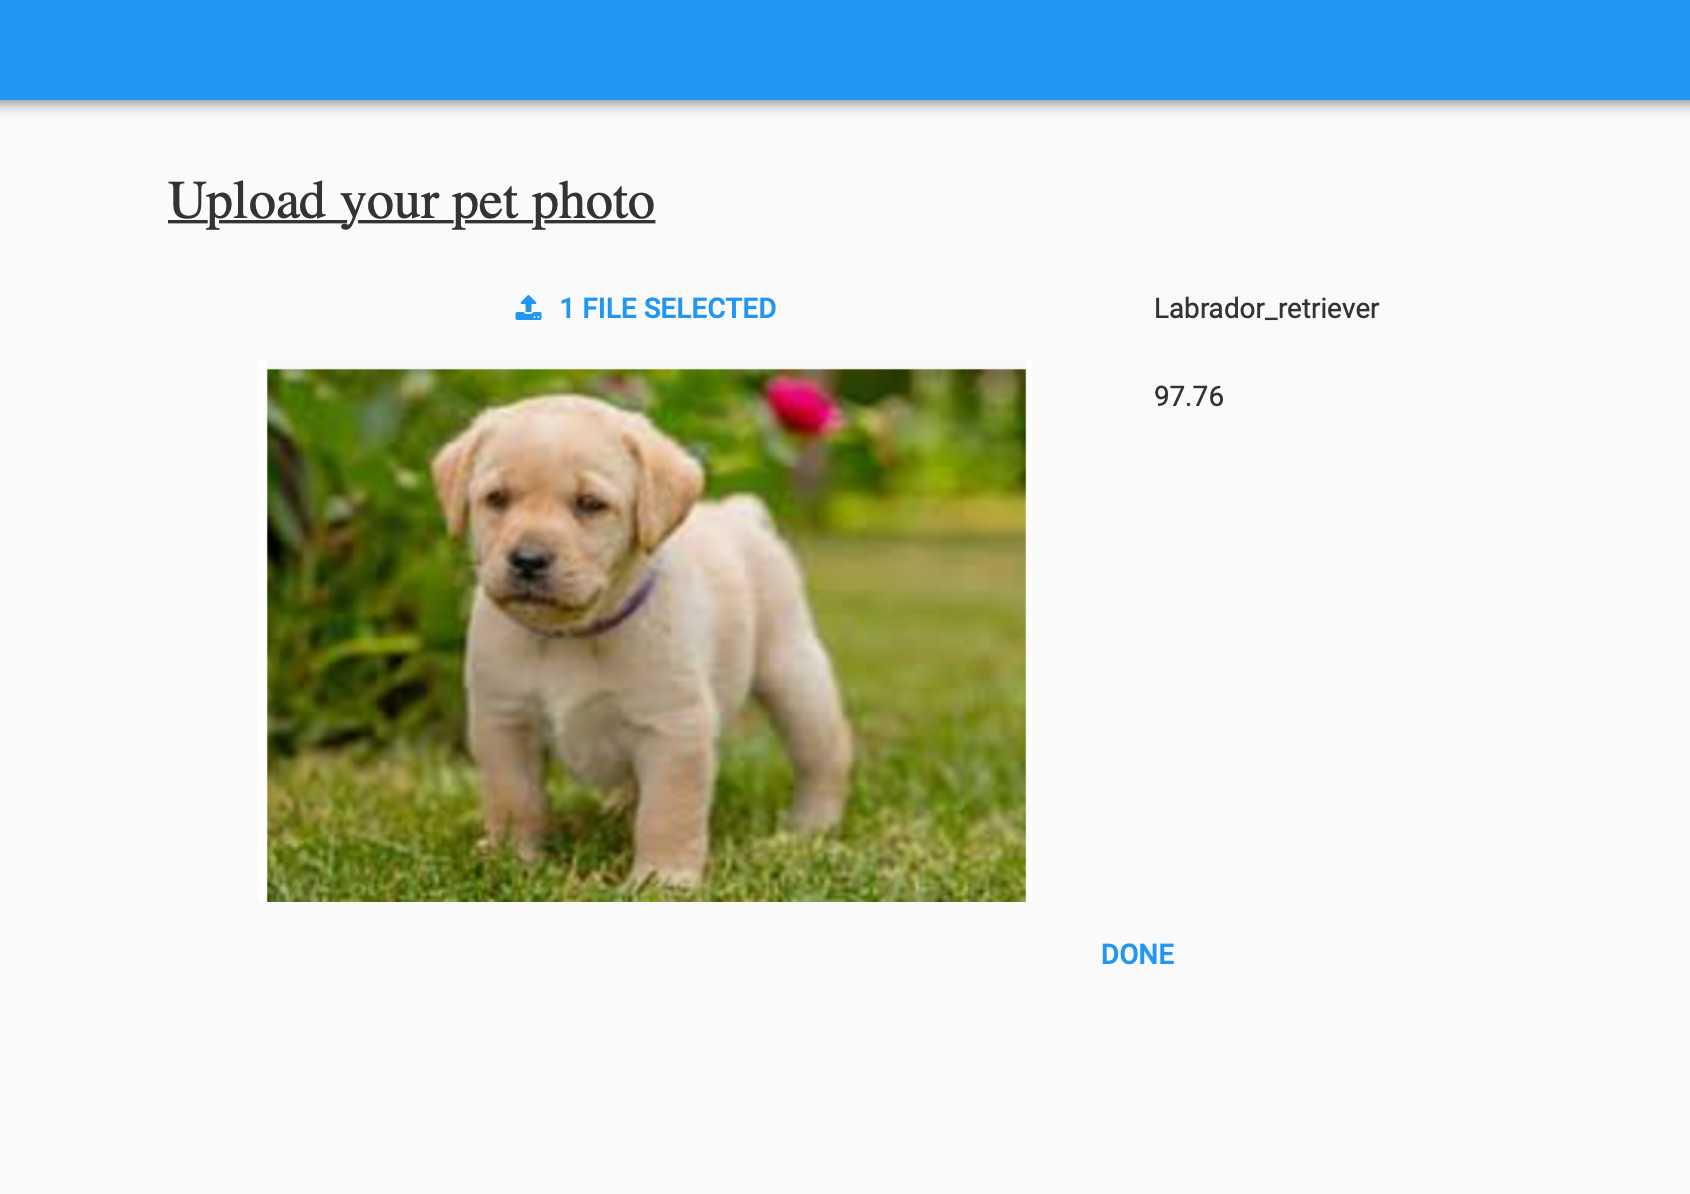 Upload your pet photo
1 FILE SELECTED
Labrador_retriever
97.76
DONE